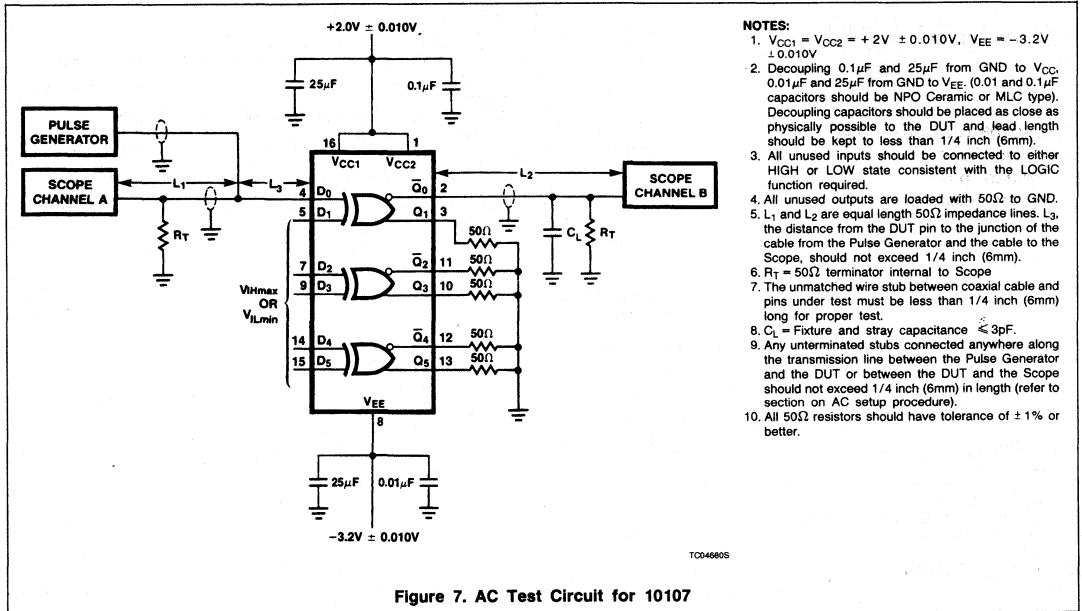 +2.0V ± 0.010V
25μF
0.1μF
PULSE
GENERATOR
SCOPE
CHANNEL A
L1
L3
RT
16
1
VCC1
VCC2
4
D0
5
D1
7
D2
9
D3
14
D4
15
D5
Q̅0
2
Q1
3
Q̅2
11
Q3
10
Q̅4
12
Q5
13
VEE
8
VIHmax
OR
VILmin
50Ω
50Ω
50Ω
50Ω
50Ω
L2
CL
RT
SCOPE
CHANNEL B
25μF
0.01μF
−3.2V ± 0.010V
TC04680S
NOTES:
1. VCC1 = VCC2 = + 2V ±0.010V, VEE = −3.2V
±0.010V
2. Decoupling 0.1μF and 25μF from GND to VCC,
0.01μF and 25μF from GND to VEE. (0.01 and 0.1μF
capacitors should be NPO Ceramic or MLC type).
Decoupling capacitors should be placed as close as
physically possible to the DUT and lead length
should be kept to less than 1/4 inch (6mm).
3. All unused inputs should be connected to either
HIGH or LOW state consistent with the LOGIC
function required.
4. All unused outputs are loaded with 50Ω to GND.
5. L1 and L2 are equal length 50Ω impedance lines. L3,
the distance from the DUT pin to the junction of the
cable from the Pulse Generator and the cable to the
Scope, should not exceed 1/4 inch (6mm).
6. RT = 50Ω terminator internal to Scope
7. The unmatched wire stub between coaxial cable and
pins under test must be less than 1/4 inch (6mm)
long for proper test.
8. CL = Fixture and stray capacitance ≤ 3pF.
9. Any unterminated stubs connected anywhere along
the transmission line between the Pulse Generator
and the DUT or between the DUT and the Scope
should not exceed 1/4 inch (6mm) in length (refer to
section on AC setup procedure).
10. All 50Ω resistors should have tolerance of ± 1% or
better.
Figure 7. AC Test Circuit for 10107